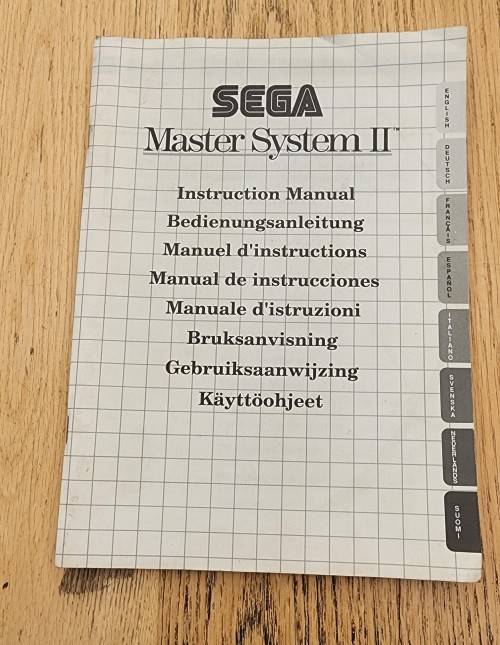 SEGA
Master System II™
Instruction Manual
Bedienungsanleitung
Manuel d'instructions
Manual de instrucciones
Manuale d'istruzioni
Bruksanvisning
Gebruiksaanwijzing
Käyttöohjeet
ENGLISH
DEUTSCH
FRANÇAIS
ESPAÑOL
ITALIANO
SVENSKA
NEDERLANDS
SUOMI